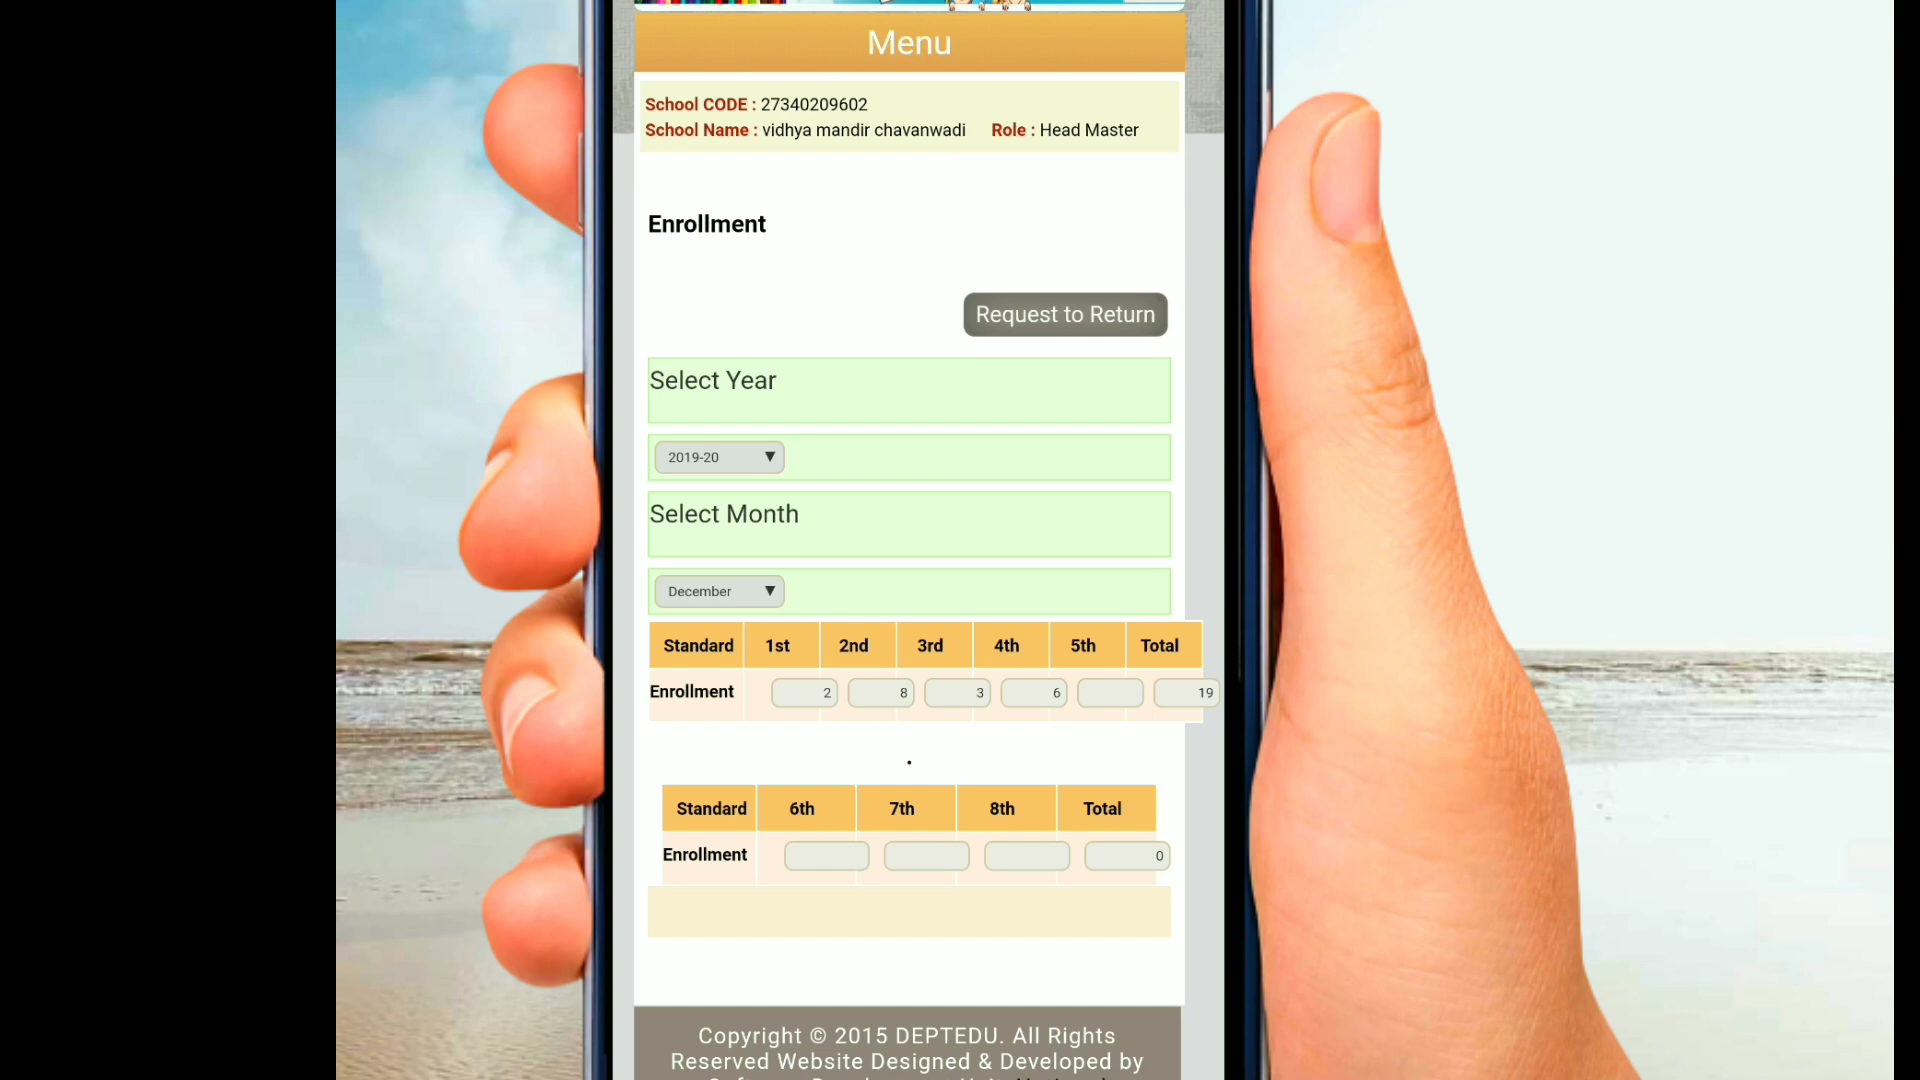 Menu
School CODE : 27340209602
School Name : vidhya mandir chavanwadi Role : Head Master
Enrollment
Request to Return
Select Year
2019-20
Select Month
December
Standard 1st 2nd 3rd 4th 5th Total
Enrollment 2 8 3 6 19
.
Standard 6th 7th 8th Total
Enrollment 0
Copyright © 2015 DEPTEDU. All Rights
Reserved Website Designed & Developed by